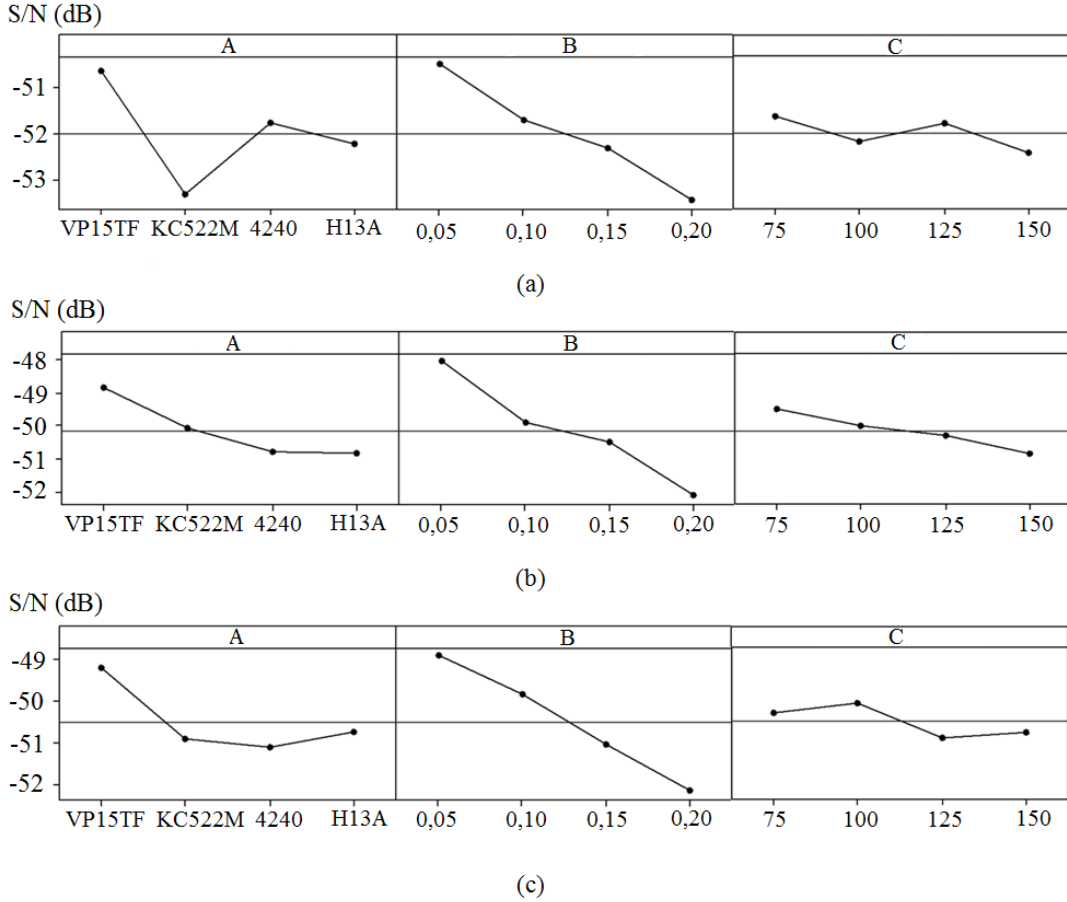 S/N (dB)
A B C
-51
-52
-53
VP15TF KC522M 4240 H13A 0,05 0,10 0,15 0,20 75 100 125 150
(a)
S/N (dB)
A B C
-48
-49
-50
-51
-52
VP15TF KC522M 4240 H13A 0,05 0,10 0,15 0,20 75 100 125 150
(b)
S/N (dB)
A B C
-49
-50
-51
-52
VP15TF KC522M 4240 H13A 0,05 0,10 0,15 0,20 75 100 125 150
(c)